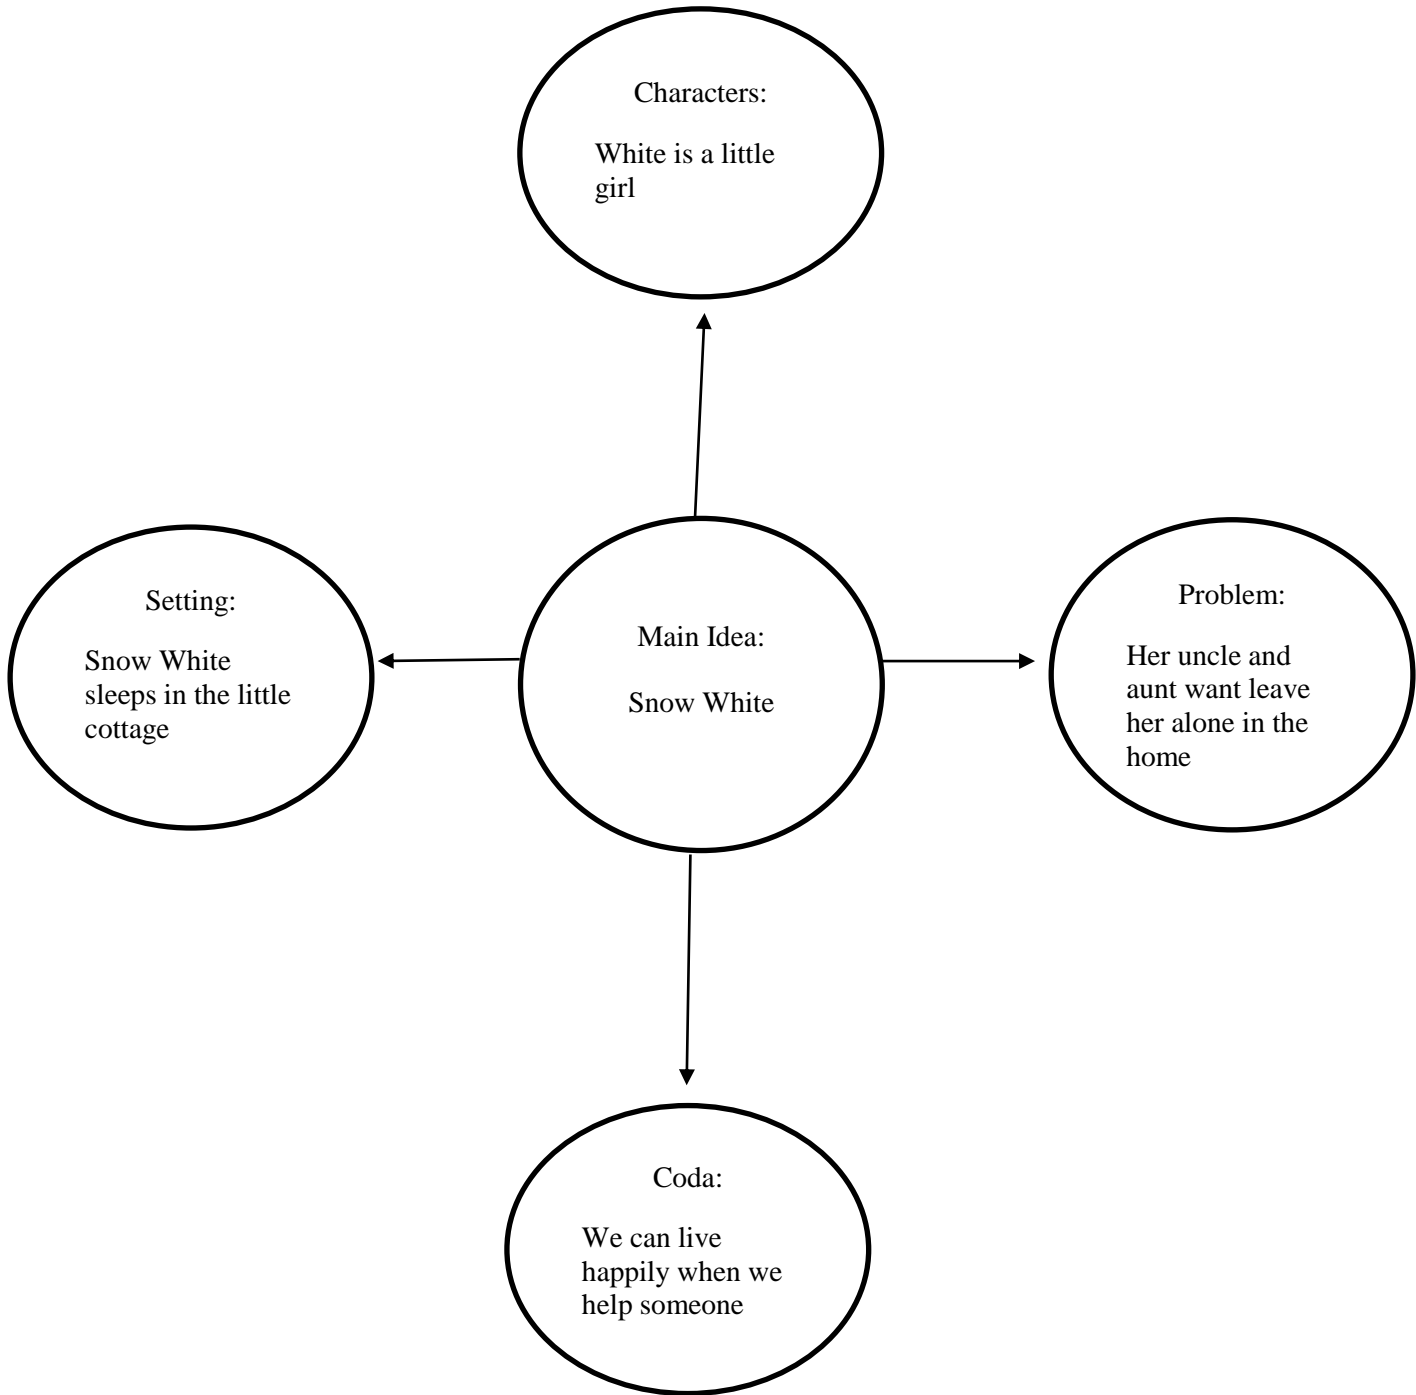 Characters:
White is a little
girl
Setting:
Snow White
sleeps in the little
cottage
Main Idea:
Snow White
Problem:
Her uncle and
aunt want leave
her alone in the
home
Coda:
We can live
happily when we
help someone